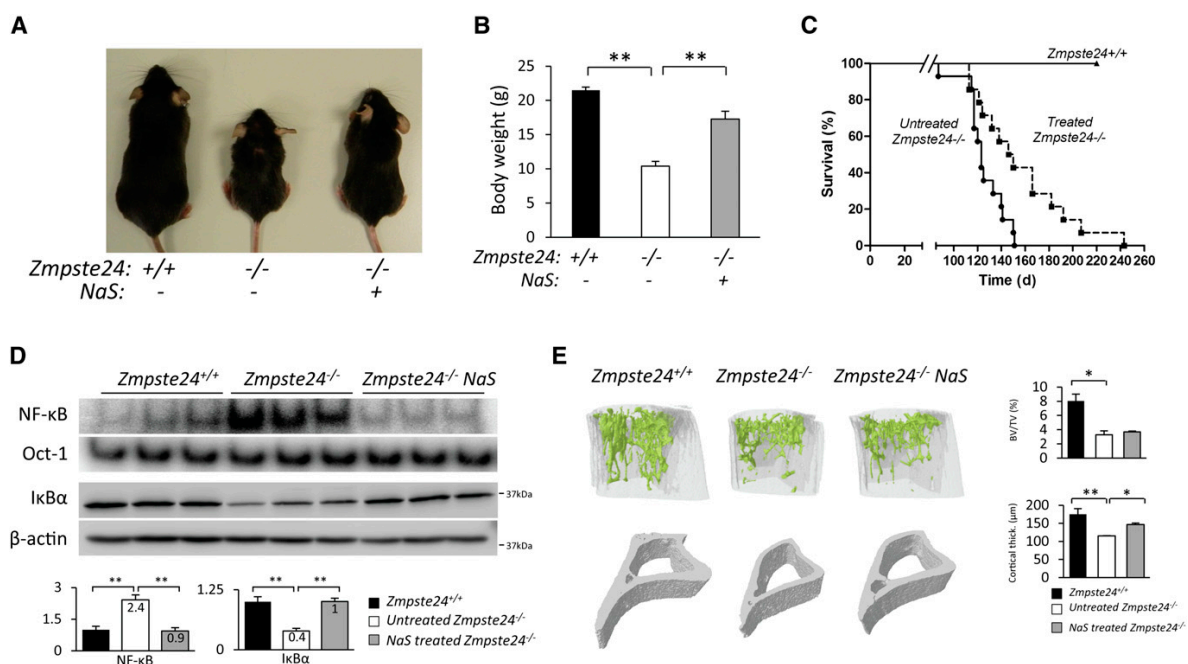 A
Zmpste24: +/+ -/- -/-
NaS: - - +
B
** **
Body weight (g)
25
20
15
10
5
0
Zmpste24: +/+ -/- -/-
NaS: - - +
C
Zmpste24+/+
Survival (%)
100
80
60
40
20
0
Untreated
Zmpste24-/-
Treated
Zmpste24-/-
0 20 100 120 140 160 180 200 220 240 260
Time (d)
D
Zmpste24+/+ Zmpste24-/- Zmpste24-/- NaS
NF-κB
Oct-1
IκBα -37kDa
β-actin -37kDa
3
1.5
0
** **
2.4 0.9
NF-κB
1.25
0
** **
0.4 1
IκBα
Zmpste24+/+
Untreated Zmpste24-/-
NaS treated Zmpste24-/-
E
Zmpste24+/+ Zmpste24-/- Zmpste24-/- NaS
BV/TV (%)
10
8
6
4
2
0
*
Cortical thick. (μm)
200
150
100
50
0
** *
Zmpste24+/+
Untreated Zmpste24-/-
NaS treated Zmpste24-/-